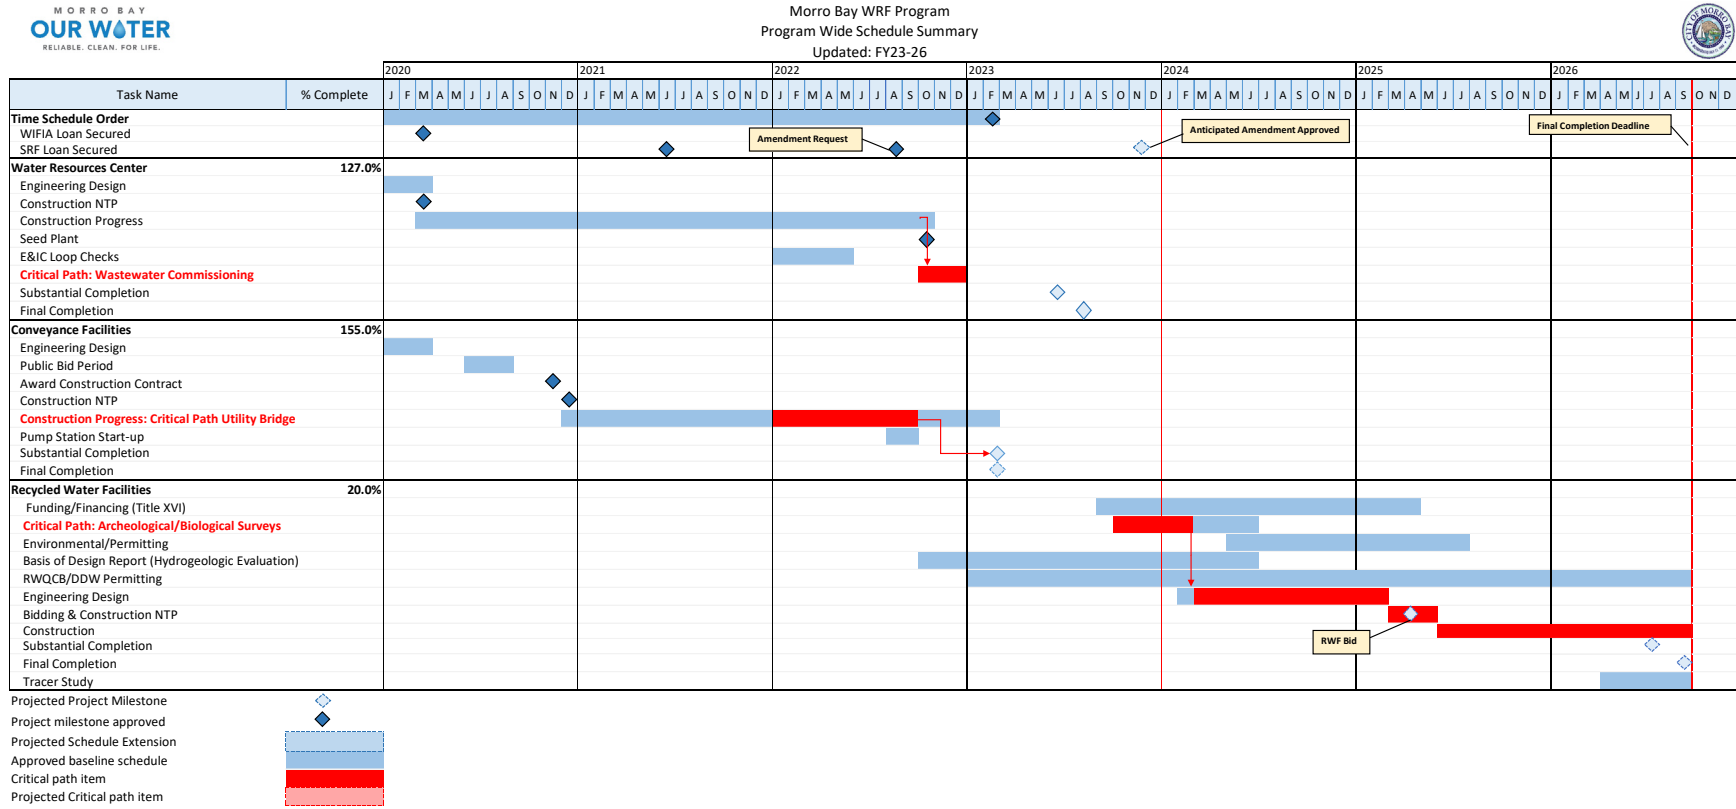 MORRO BAY
OUR WATER
RELIABLE. CLEAN. FOR LIFE.
Morro Bay WRF Program
Program Wide Schedule Summary
Updated: FY23-26
CITY OF MORRO BAY
2020 2021 2022 2023 2024 2025 2026
Task Name % Complete J F M A M J J A S O N D J F M A M J J A S O N D J F M A M J J A S O N D J F M A M J J A S O N D J F M A M J J A S O N D J F M A M J J A S O N D J F M A M J J A S O N D
Time Schedule Order
WIFIA Loan Secured
SRF Loan Secured
Amendment Request
Anticipated Amendment Approved
Final Completion Deadline
Water Resources Center 127.0%
Engineering Design
Construction NTP
Construction Progress
Seed Plant
E&IC Loop Checks
Critical Path: Wastewater Commissioning
Substantial Completion
Final Completion
Conveyance Facilities 155.0%
Engineering Design
Public Bid Period
Award Construction Contract
Construction NTP
Construction Progress: Critical Path Utility Bridge
Pump Station Start-up
Substantial Completion
Final Completion
Recycled Water Facilities 20.0%
Funding/Financing (Title XVI)
Critical Path: Archeological/Biological Surveys
Environmental/Permitting
Basis of Design Report (Hydrogeologic Evaluation)
RWQCB/DDW Permitting
Engineering Design
Bidding & Construction NTP
Construction
RWF Bid
Substantial Completion
Final Completion
Tracer Study
Projected Project Milestone
Project milestone approved
Projected Schedule Extension
Approved baseline schedule
Critical path item
Projected Critical path item